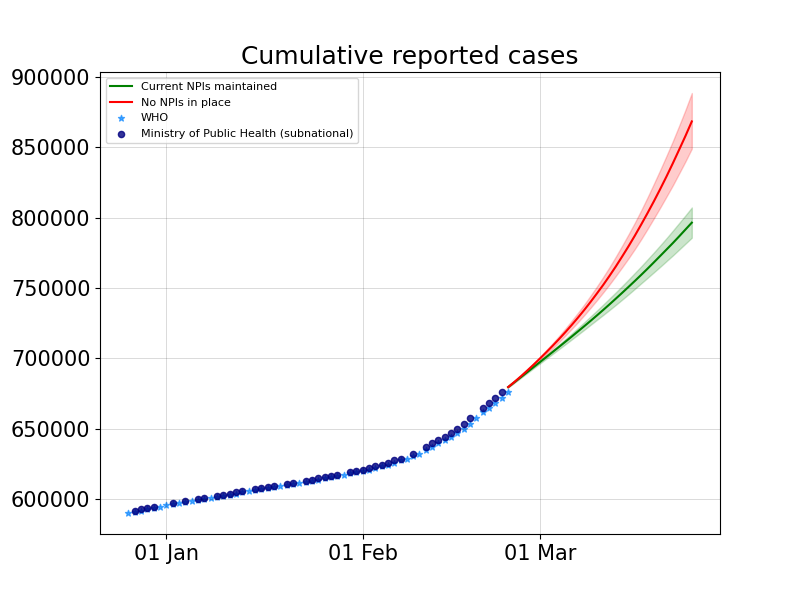 Cumulative reported cases
900000
850000
800000
750000
700000
650000
600000
Current NPIs maintained
No NPIs in place
WHO
Ministry of Public Health (subnational)
01 Jan
01 Feb
01 Mar